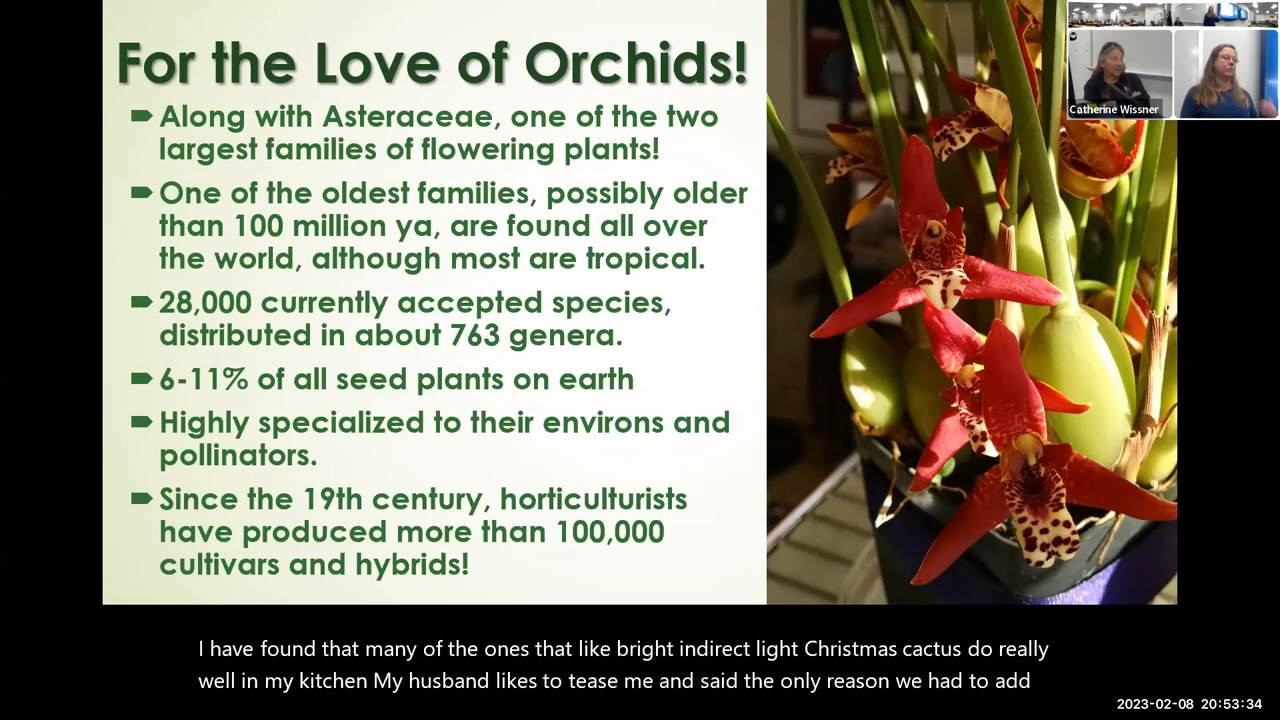 For the Love of Orchids!
Along with Asteraceae, one of the two
largest families of flowering plants!
One of the oldest families, possibly older
than 100 million ya, are found all over
the world, although most are tropical.
28,000 currently accepted species,
distributed in about 763 genera.
6-11% of all seed plants on earth
Highly specialized to their environs and
pollinators.
Since the 19th century, horticulturists
have produced more than 100,000
cultivars and hybrids!
Catherine Wissner
I have found that many of the ones that like bright indirect light Christmas cactus do really
well in my kitchen My husband likes to tease me and said the only reason we had to add
2023-02-08 20:53:34